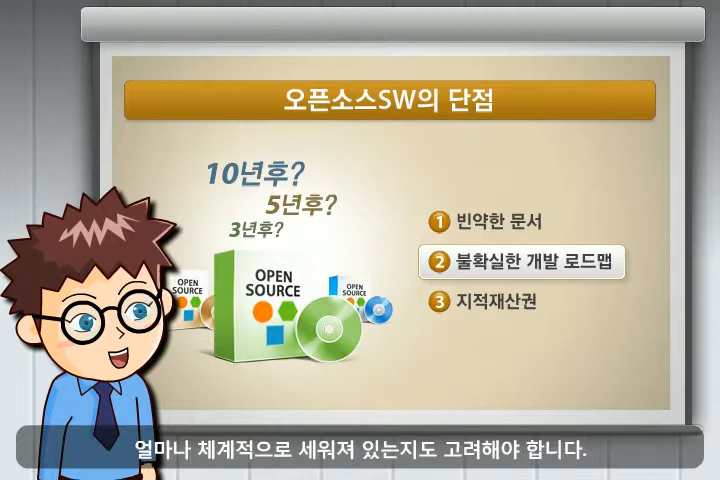 오픈소스SW의 단점
10년후?
5년후?
3년후?
OPEN
SOURCE
OPEN
SOURCE
OPEN
SOURCE
1 빈약한 문서
2 불확실한 개발 로드맵
3 지적재산권
얼마나 체계적으로 세워져 있는지도 고려해야 합니다.